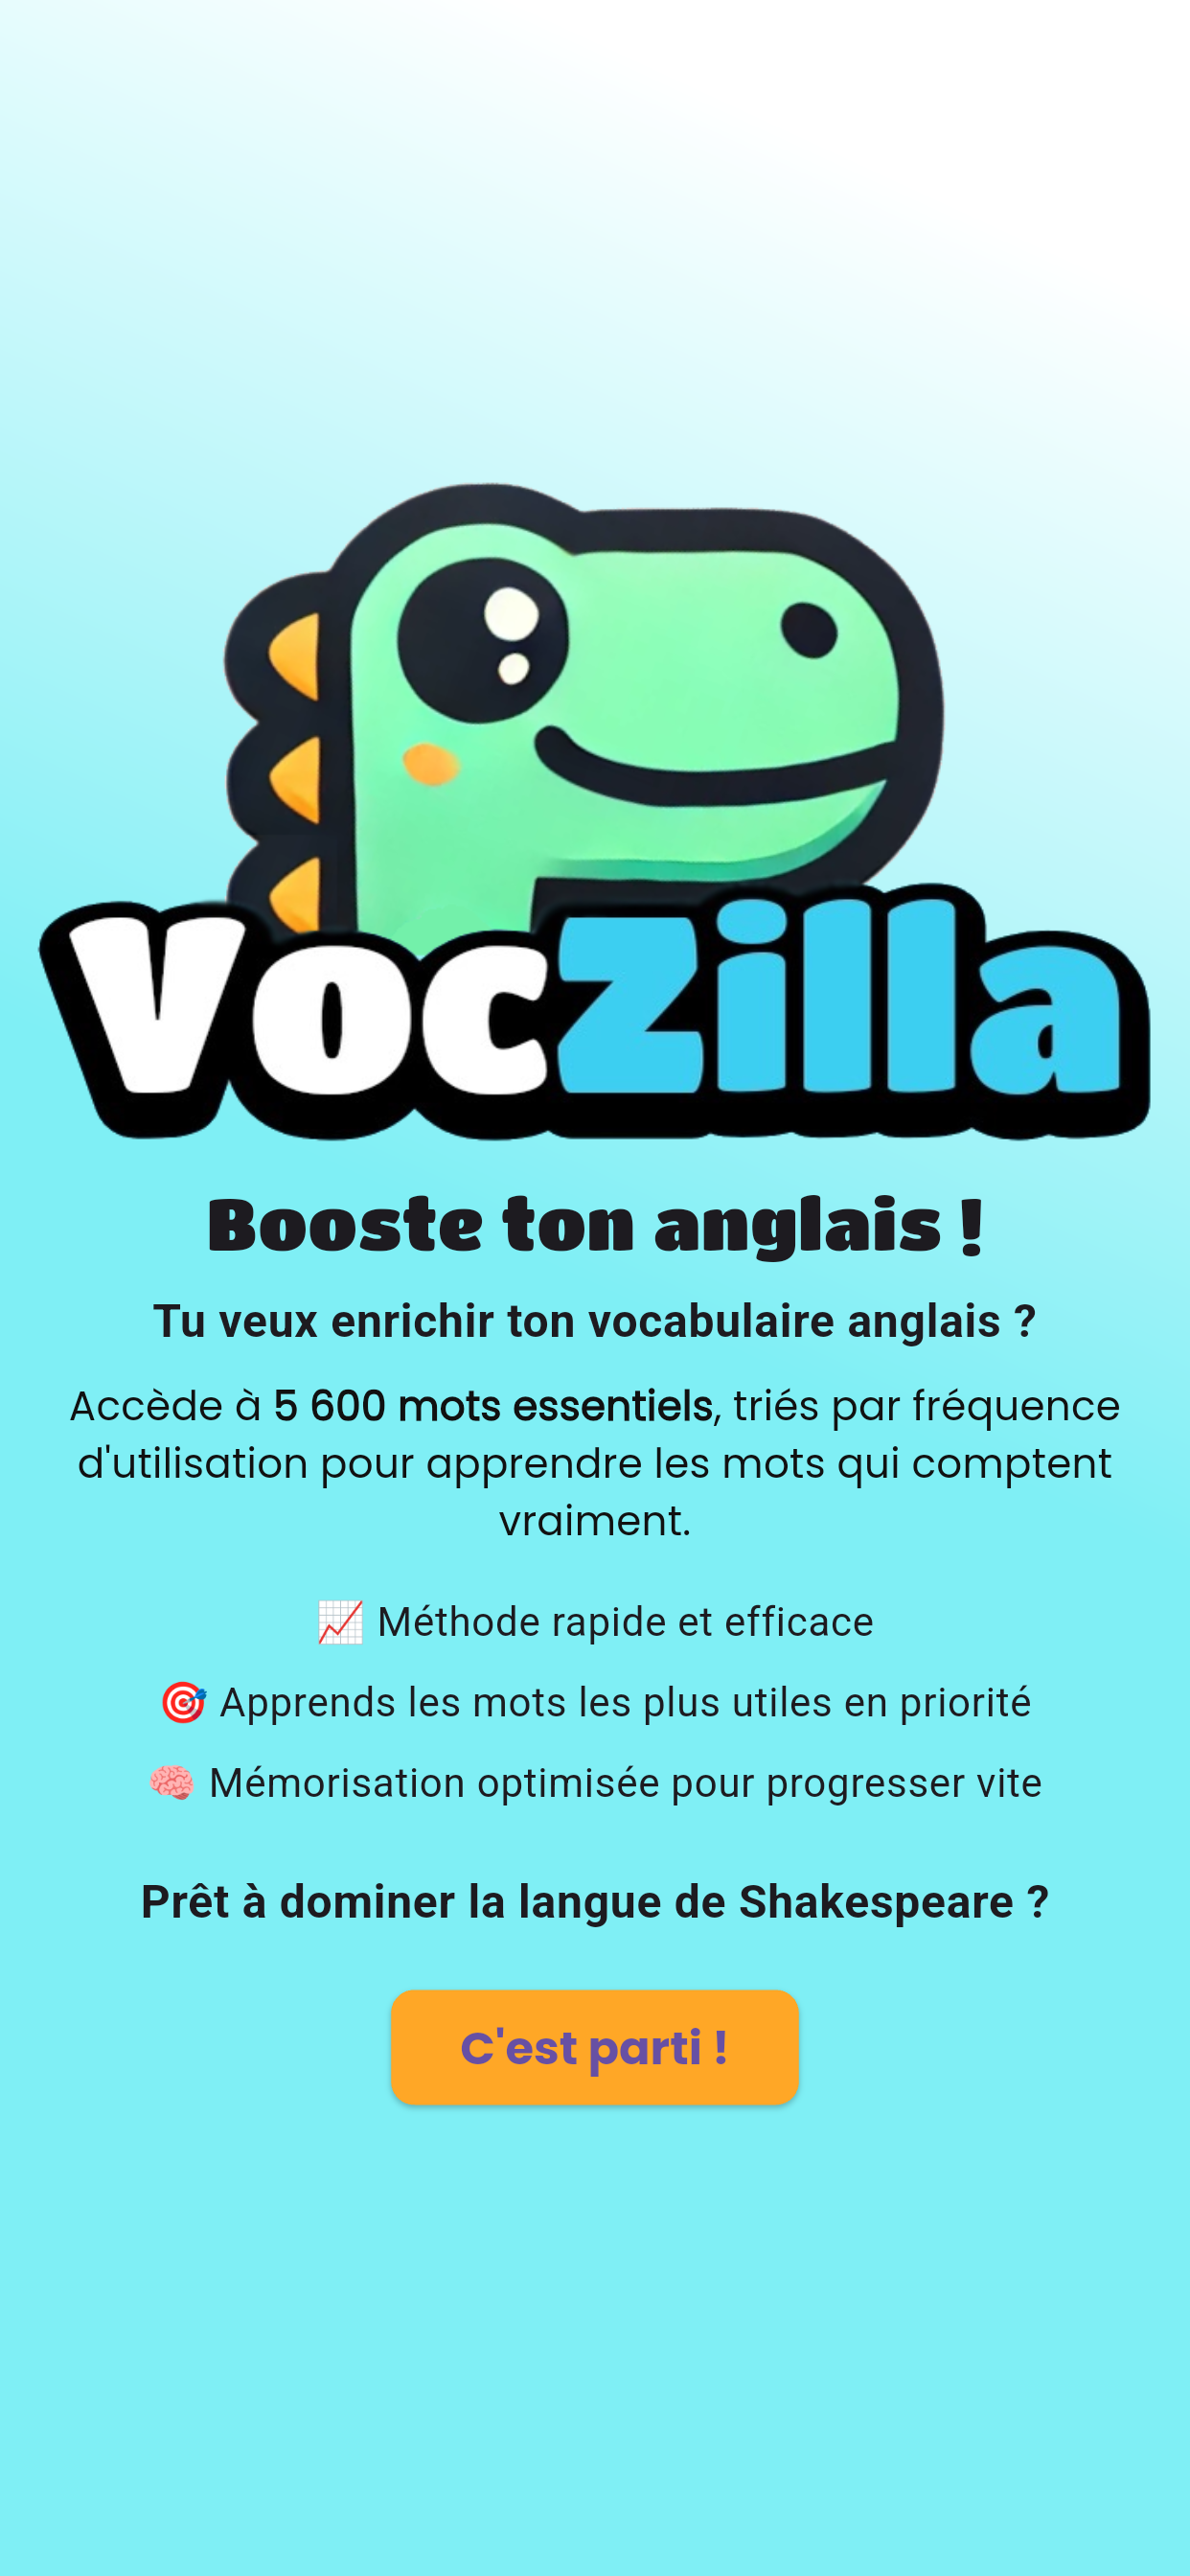 VocZilla
Booste ton anglais !
Tu veux enrichir ton vocabulaire anglais ?
Accède à 5 600 mots essentiels, triés par fréquence
d'utilisation pour apprendre les mots qui comptent
vraiment.
📈 Méthode rapide et efficace
🎯 Apprends les mots les plus utiles en priorité
🧠 Mémorisation optimisée pour progresser vite
Prêt à dominer la langue de Shakespeare ?
C'est parti !